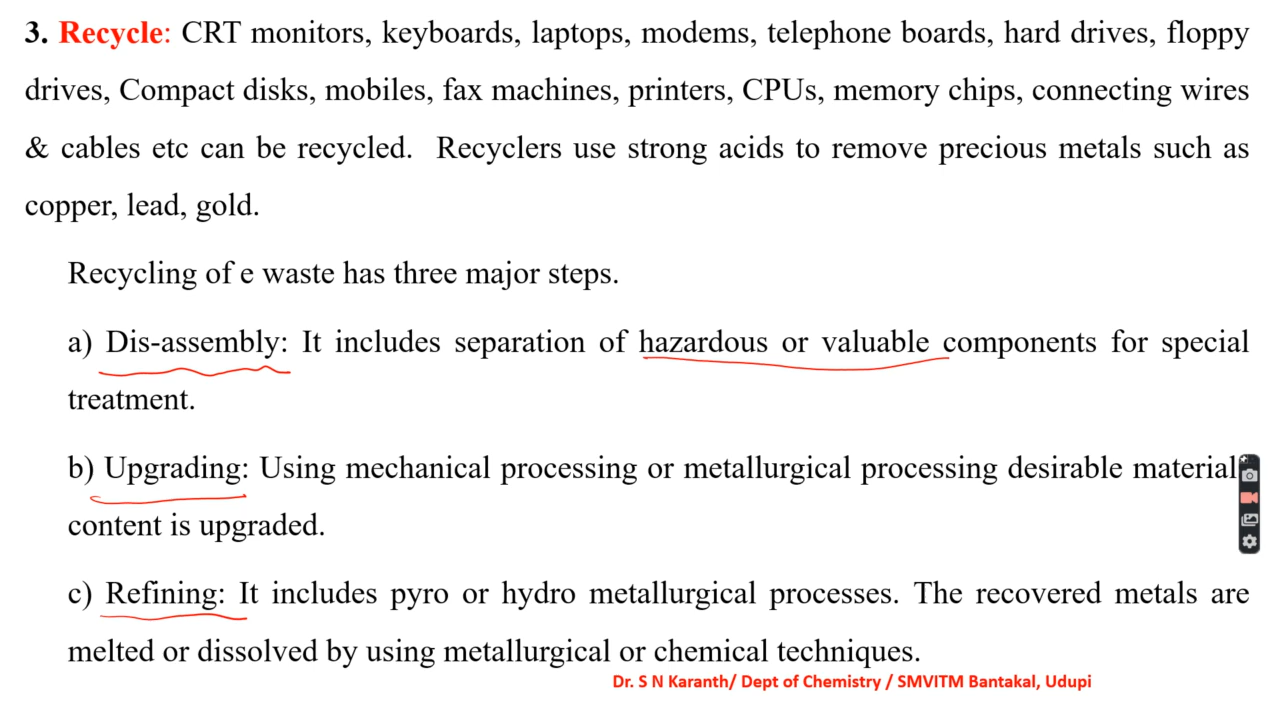 3. Recycle: CRT monitors, keyboards, laptops, modems, telephone boards, hard drives, floppy
drives, Compact disks, mobiles, fax machines, printers, CPUs, memory chips, connecting wires
& cables etc can be recycled. Recyclers use strong acids to remove precious metals such as
copper, lead, gold.
Recycling of e waste has three major steps.
a) Dis-assembly: It includes separation of hazardous or valuable components for special
treatment.
b) Upgrading: Using mechanical processing or metallurgical processing desirable material
content is upgraded.
c) Refining: It includes pyro or hydro metallurgical processes. The recovered metals are
melted or dissolved by using metallurgical or chemical techniques.
Dr. S N Karanth/ Dept of Chemistry / SMVITM Bantakal, Udupi